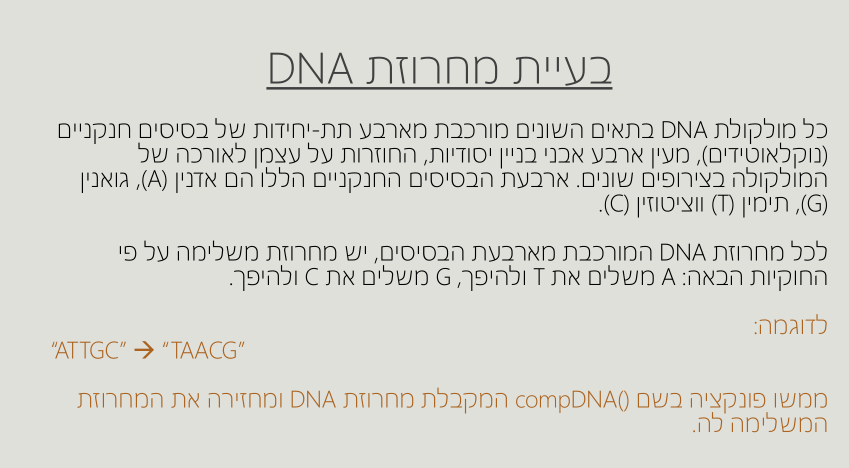 בעיית מחרוזת DNA
כל מולקולת DNA בתאים השונים מורכבת מארבע תת-יחידות של בסיסים חנקניים
(נוקלאוטידים), מעין ארבע אבני בניין יסודיות, החוזרות על עצמן לאורכה של
המולקולה בצירופים שונים. ארבעת הבסיסים החנקניים הללו הם אדנין (A), גואנין
(G), תימין (T) וציטוזין (C).
לכל מחרוזת DNA המורכבת מארבעת הבסיסים, יש מחרוזת משלימה על פי
החוקיות הבאה: A משלים את T ולהיפך, G משלים את C ולהיפך.
לדוגמה:
“ATTGC” → “TAACG”
ממשו פונקציה בשם compDNA() המקבלת מחרוזת DNA ומחזירה את המחרוזת
המשלימה לה.